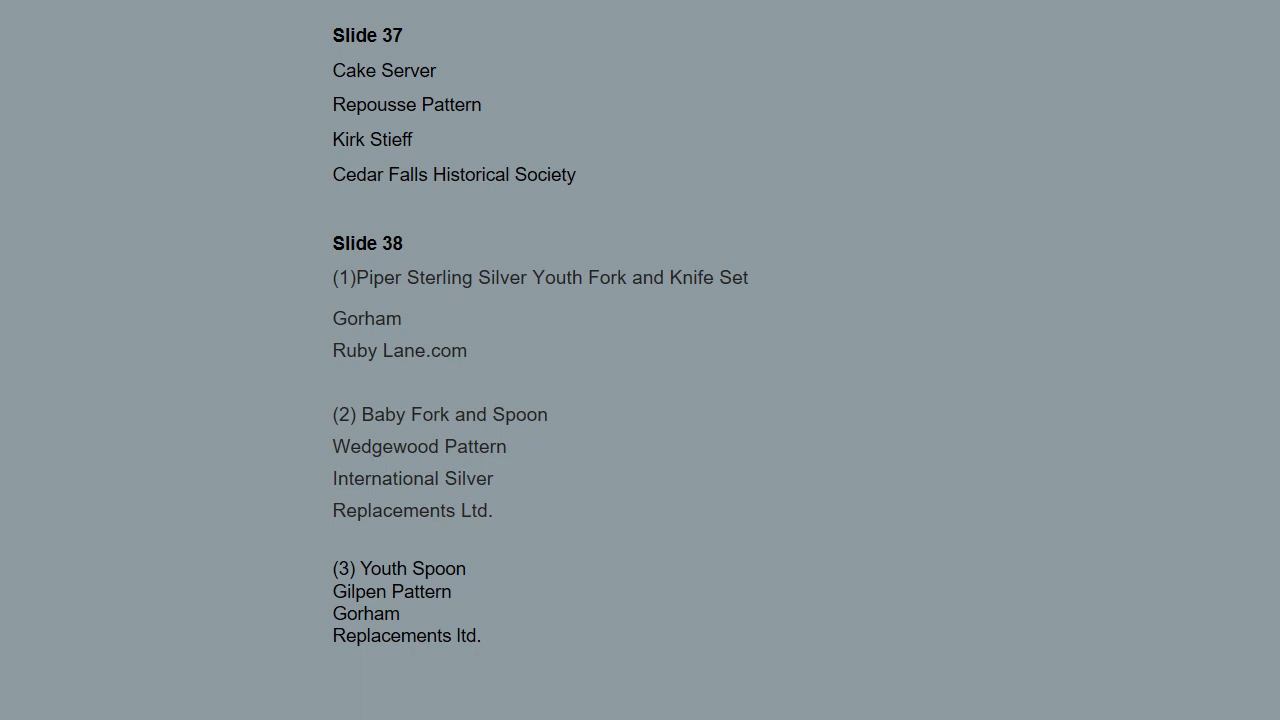 Slide 37
Cake Server
Repousse Pattern
Kirk Stieff
Cedar Falls Historical Society
Slide 38
(1)Piper Sterling Silver Youth Fork and Knife Set
Gorham
Ruby Lane.com
(2) Baby Fork and Spoon
Wedgewood Pattern
International Silver
Replacements Ltd.
(3) Youth Spoon
Gilpen Pattern
Gorham
Replacements ltd.